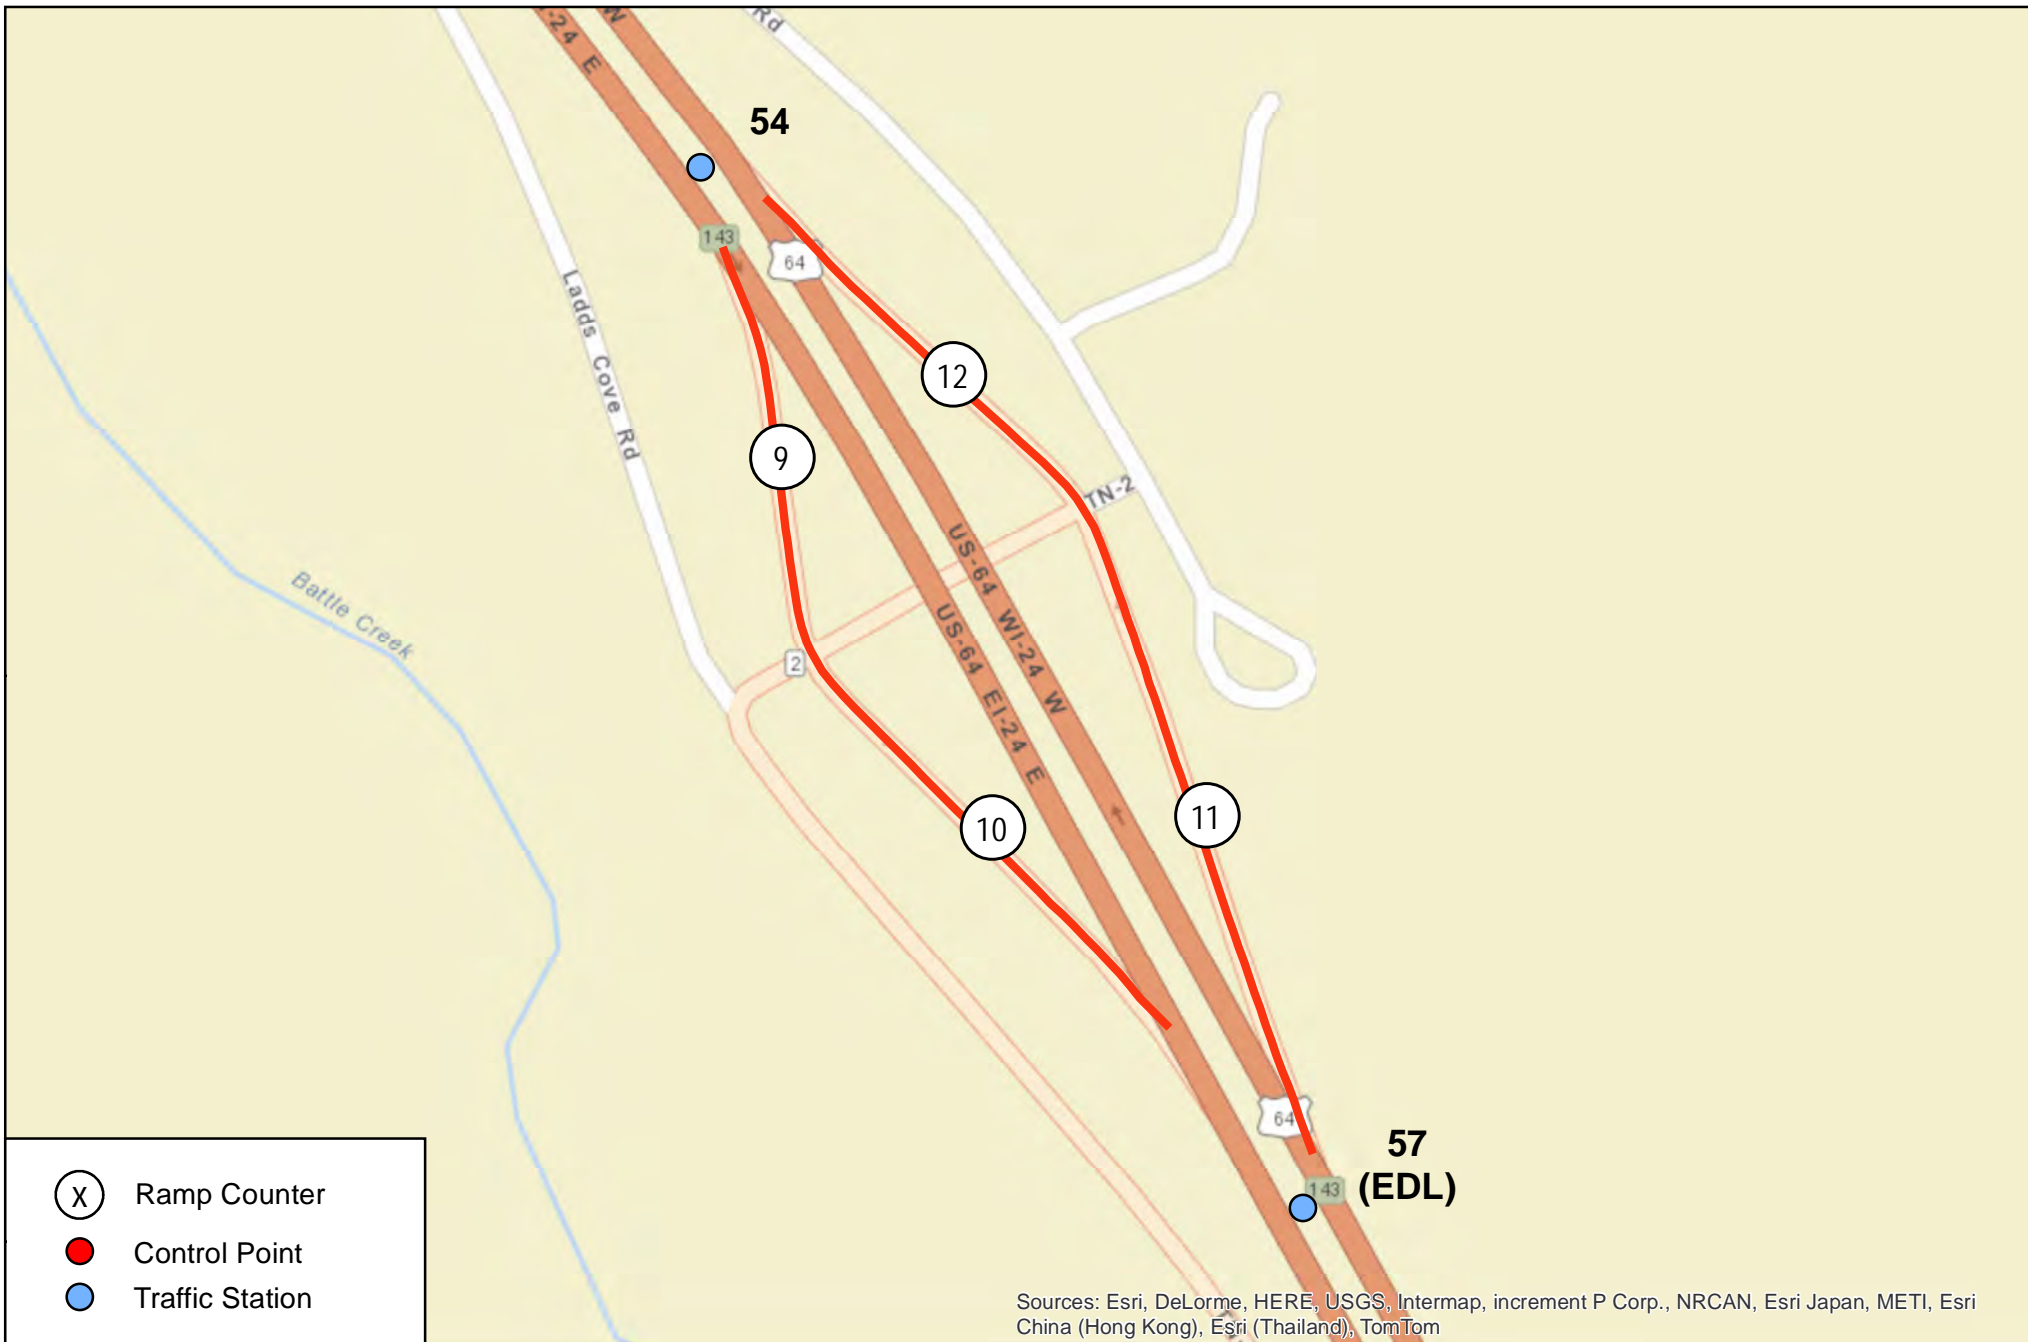 -24 E
W
Rd
54
143
64
Ladds Cove Rd
12
9
TN-2
US-64 WI-24 W
Battle Creek
US-64 EI-24 E
2
11
10
64
57
(EDL)
143
X Ramp Counter
Control Point
Traffic Station
Sources: Esri, DeLorme, HERE, USGS, Intermap, increment P Corp., NRCAN, Esri Japan, METI, Esri
China (Hong Kong), Esri (Thailand), TomTom